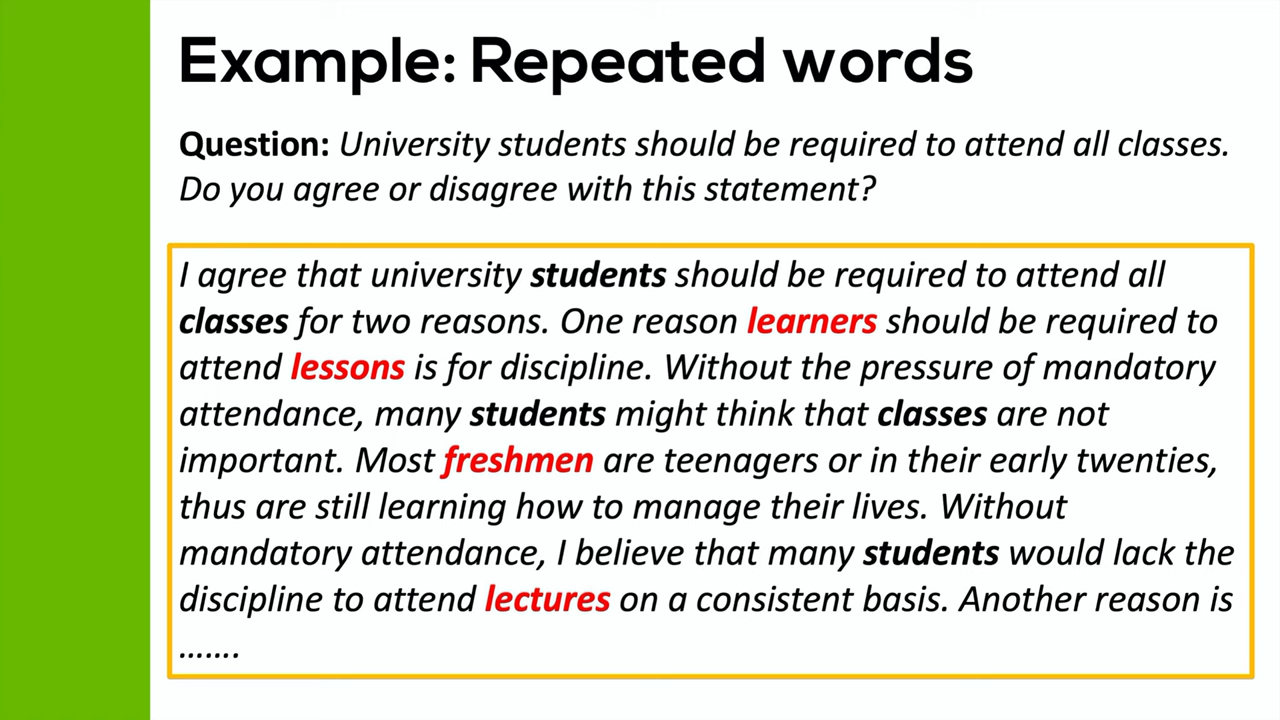 Example: Repeated words
Question: University students should be required to attend all classes.
Do you agree or disagree with this statement?
I agree that university students should be required to attend all
classes for two reasons. One reason learners should be required to
attend lessons is for discipline. Without the pressure of mandatory
attendance, many students might think that classes are not
important. Most freshmen are teenagers or in their early twenties,
thus are still learning how to manage their lives. Without
mandatory attendance, I believe that many students would lack the
discipline to attend lectures on a consistent basis. Another reason is
…….